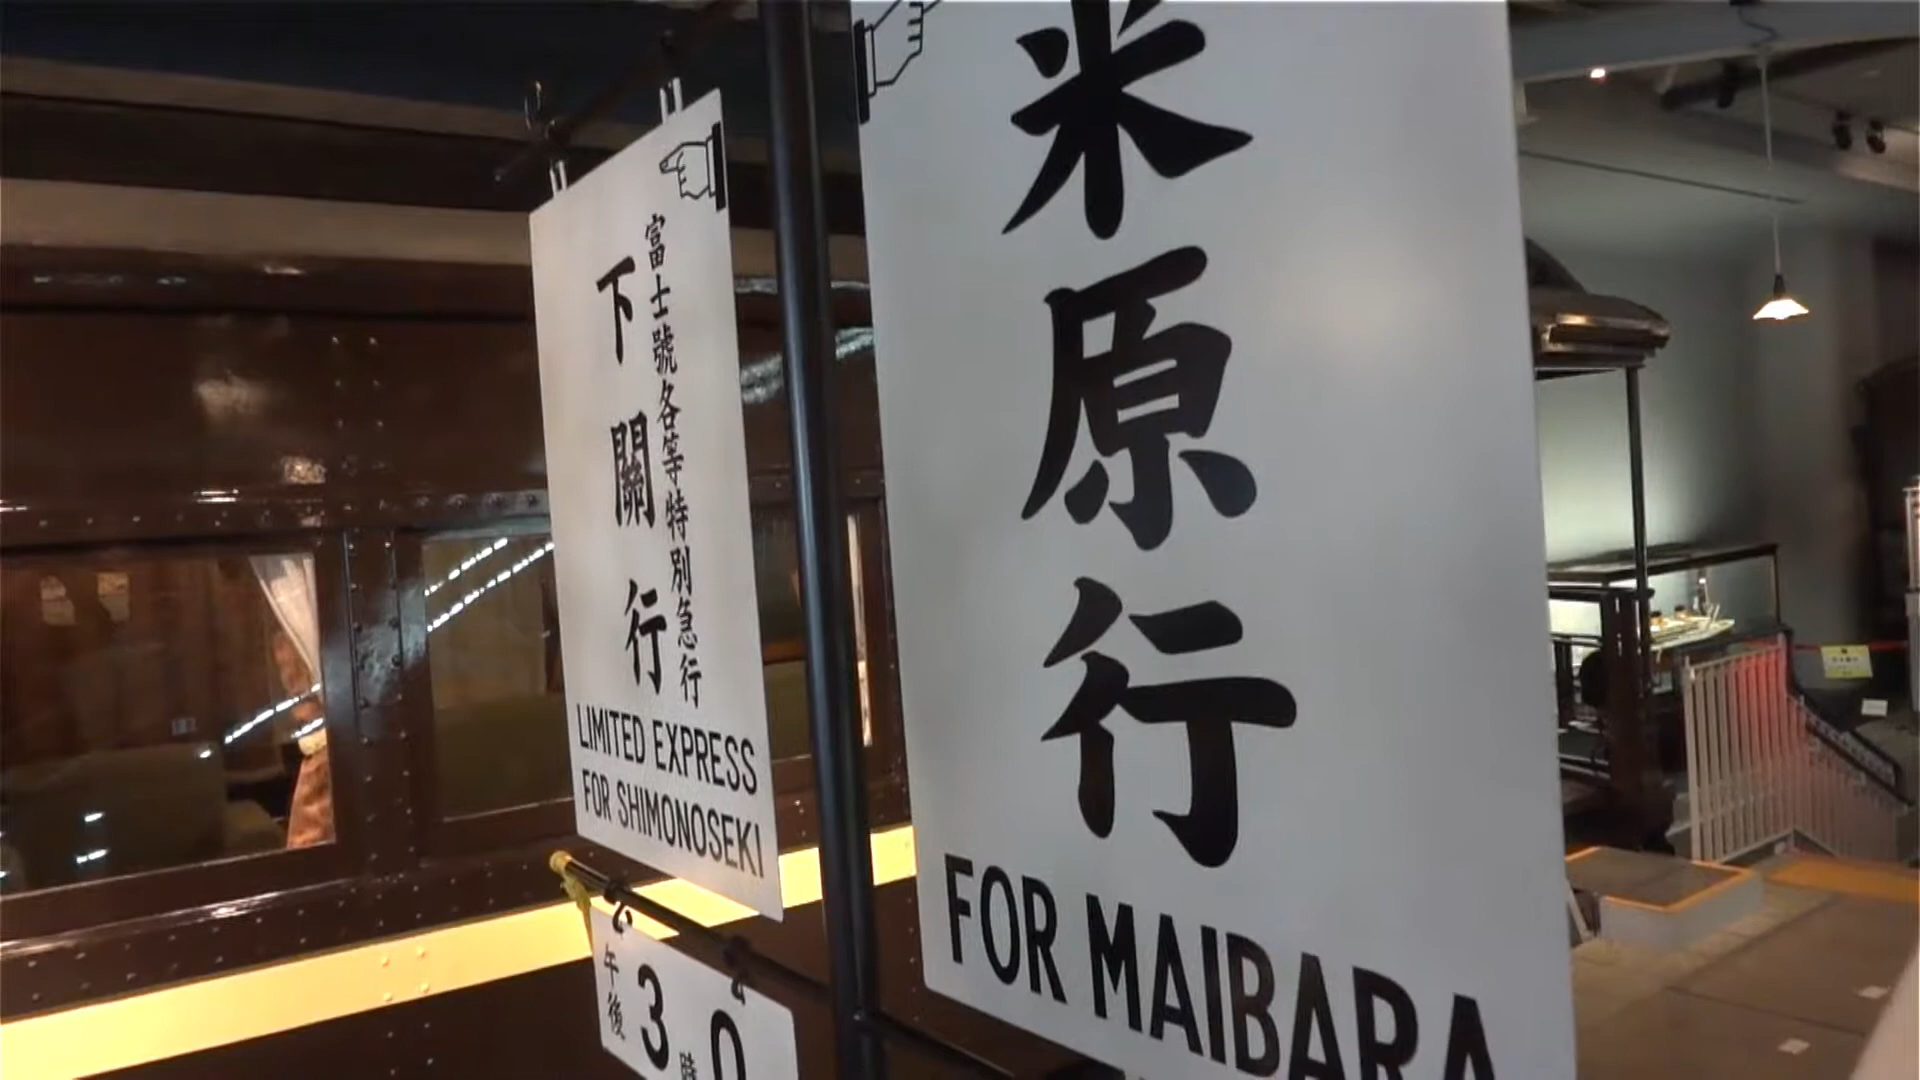 富士號各等特別急行
下關行
LIMITED EXPRESS
FOR SHIMONOSEKI
午後 3時 0
米原行
FOR MAIBARA